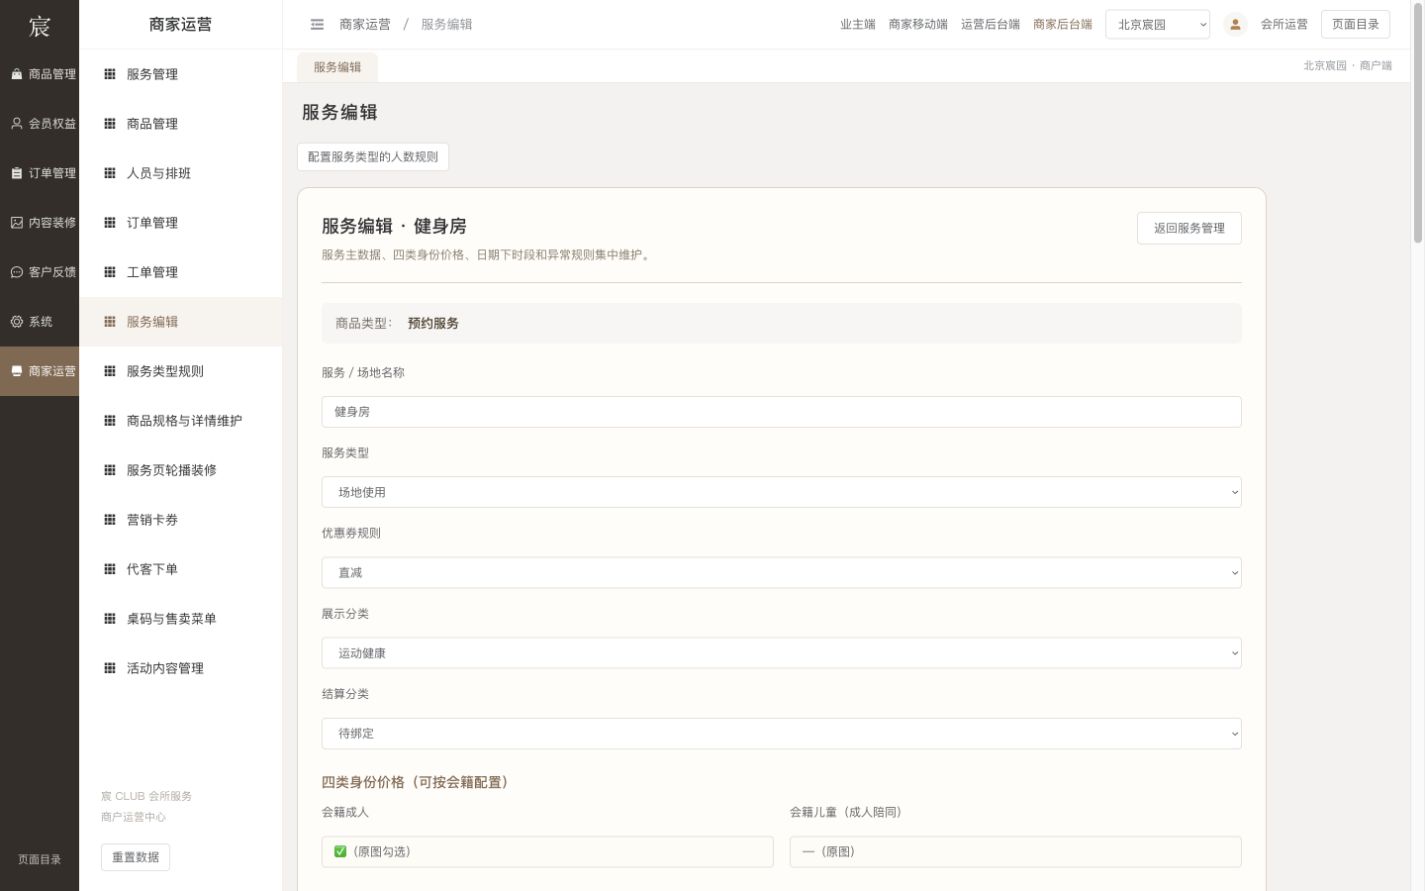 宸
商品管理
会员权益
订单管理
内容装修
客户反馈
系统
商家运营
页面目录
商家运营
服务管理
商品管理
人员与排班
订单管理
工单管理
服务编辑
服务类型规则
商品规格与详情维护
服务页轮播装修
营销卡券
代客下单
桌码与售卖菜单
活动内容管理
宸 CLUB 会所服务
商户运营中心
重置数据
商家运营 / 服务编辑
业主端 商家移动端 运营后台端 商家后台端 北京宸园 会所运营 页面目录
服务编辑
北京宸园 · 商户端
服务编辑
配置服务类型的人数规则
服务编辑 · 健身房
返回服务管理
服务主数据、四类身份价格、日期下时段和异常规则集中维护。
商品类型： 预约服务
服务 / 场地名称
健身房
服务类型
场地使用
优惠券规则
直减
展示分类
运动健康
结算分类
待绑定
四类身份价格（可按会籍配置）
会籍成人 会籍儿童（成人陪同）
✅（原图勾选） —（原图）